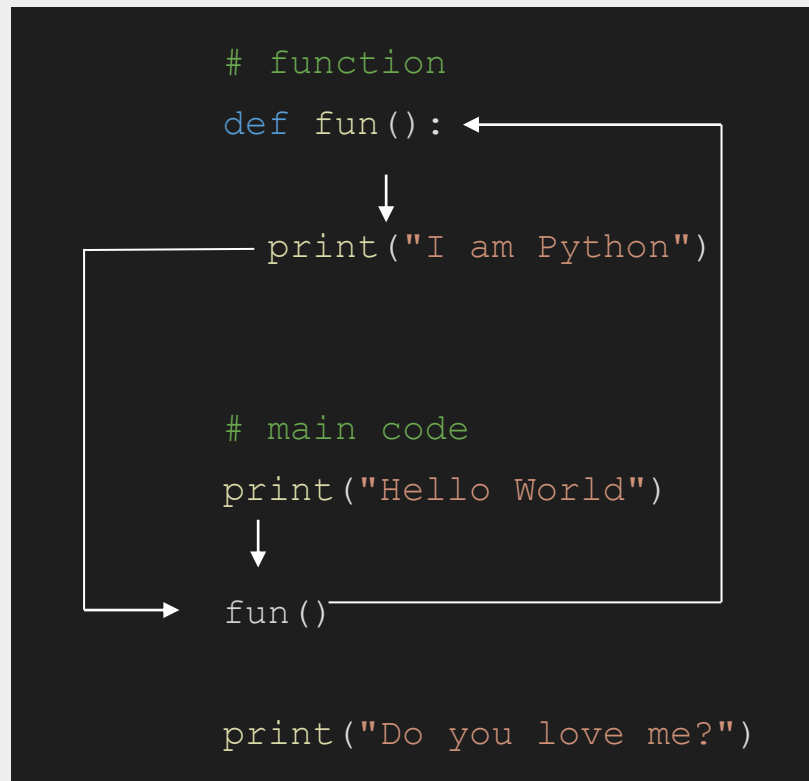 # function
def fun():
print("I am Python")
# main code
print("Hello World")
fun()
print("Do you love me?")